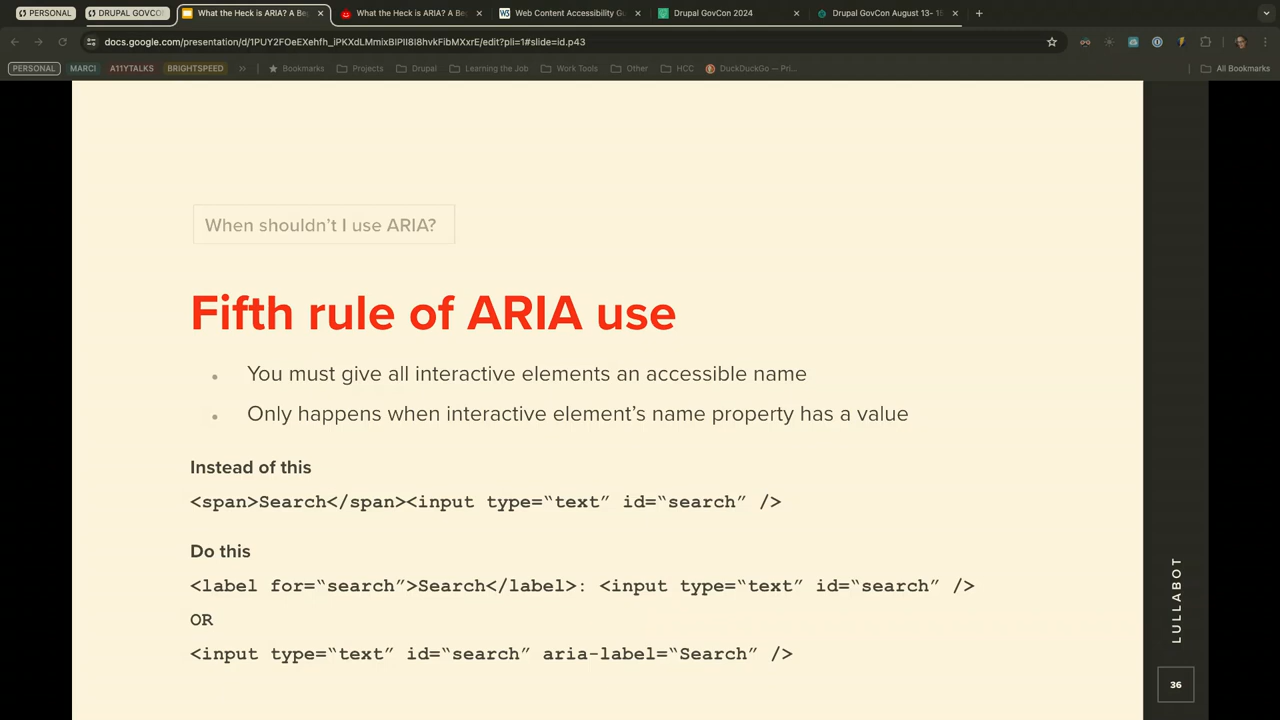 PERSONAL
DRUPAL GOVCO
What the Heck is ARIA? A Be
What the Heck is ARIA? A Be
Web Content Accessibility Gu
Drupal GovCon 2024
Drupal GovCon August 13- 15
docs.google.com/presentation/d/1PUY2FOeEXehfh_iPKXdLMmixBIPII8I8hvkFibMXxrE/edit?pli=1#slide=id.p43
PERSONAL
MARCI
A11YTALKS
BRIGHTSPEED
Bookmarks
Projects
Drupal
Learning the Job
Work Tools
Other
HCC
DuckDuckGo — Pri...
All Bookmarks
When shouldn't I use ARIA?
Fifth rule of ARIA use
• You must give all interactive elements an accessible name
• Only happens when interactive element's name property has a value
Instead of this
<span>Search</span><input type=“text” id=“search” />
Do this
<label for=“search”>Search</label>: <input type=“text” id=“search” />
OR
<input type=“text” id=“search” aria-label=“Search” />
LULLABOT
36